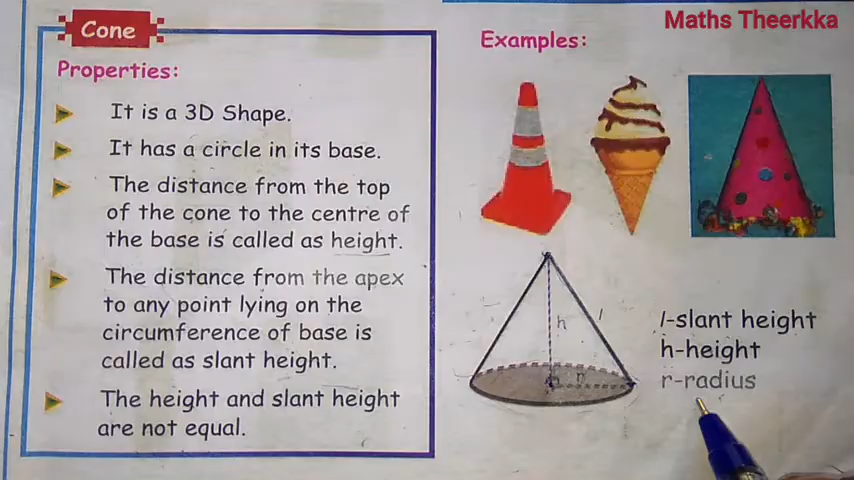 Maths Theerkka
Cone
Properties:
It is a 3D Shape.
It has a circle in its base.
The distance from the top
of the cone to the centre of
the base is called as height.
The distance from the apex
to any point lying on the
circumference of base is
called as slant height.
The height and slant height
are not equal.
Examples:
h
l
r
l-slant height
h-height
r-radius